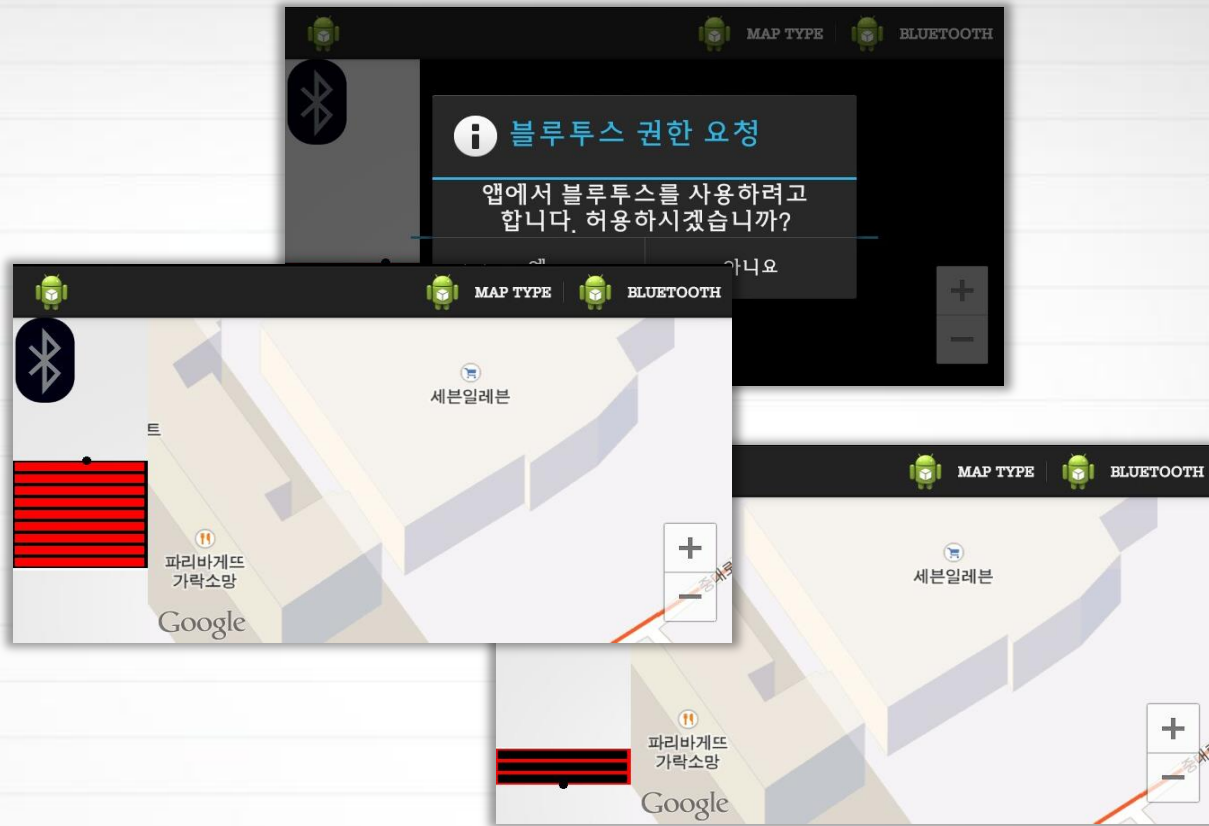 MAP TYPE
BLUETOOTH
블루투스 권한 요청
앱에서 블루투스를 사용하려고
합니다. 허용하시겠습니까?
아니요
MAP TYPE
BLUETOOTH
세븐일레븐
트
파리바게뜨
가락소망
Google
MAP TYPE
BLUETOOTH
세븐일레븐
파리바게뜨
가락소망
Google